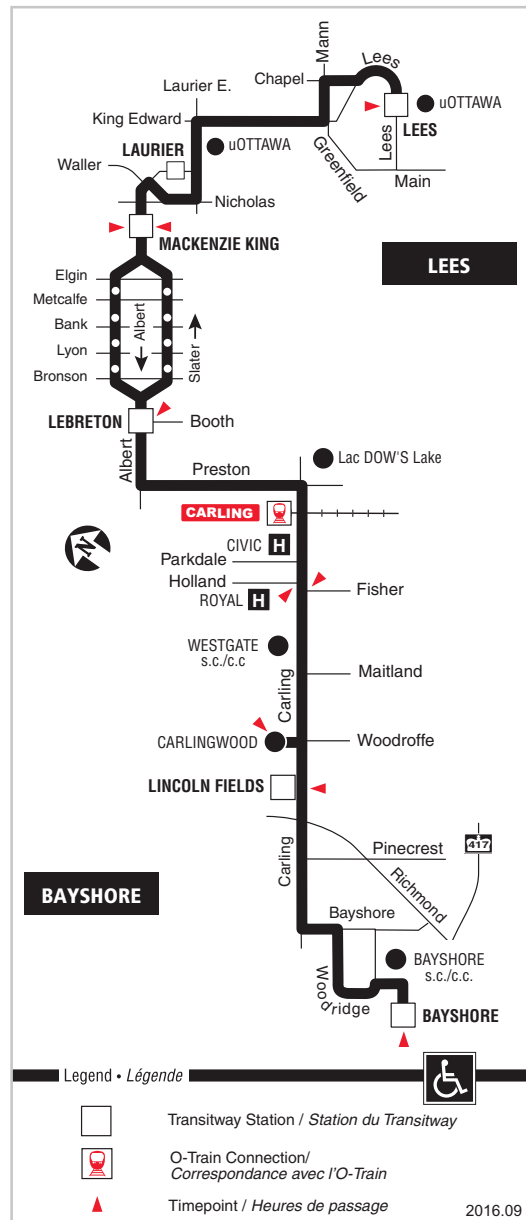 Mann
Lees
Chapel
Laurier E.
uOTTAWA
King Edward
LEES
Lees
LAURIER
uOTTAWA
Greenfield
Waller
Main
Nicholas
MACKENZIE KING
LEES
Elgin
Metcalfe
Albert
Bank
Lyon
Slater
Bronson
LEBRETON
Booth
Albert
Preston
Lac DOW'S Lake
CARLING
N
CIVIC H
Parkdale
Holland
Fisher
ROYAL H
WESTGATE
s.c./c.c
Maitland
Carling
CARLINGWOOD
Woodroffe
LINCOLN FIELDS
417
Pinecrest
Carling
Richmond
BAYSHORE
Bayshore
BAYSHORE
s.c./c.c.
Woodridge
BAYSHORE
Legend • Légende
Transitway Station / Station du Transitway
O-Train Connection/
Correspondance avec l'O-Train
Timepoint / Heures de passage
2016.09